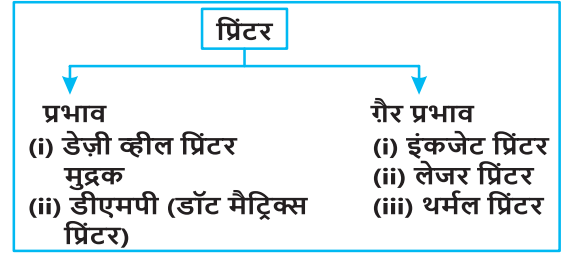 प्रिंटर
प्रभाव
(i) डेज़ी व्हील प्रिंटर
मुद्रक
(ii) डीएमपी (डॉट मैट्रिक्स
प्रिंटर)
ग़ैर प्रभाव
(i) इंकजेट प्रिंटर
(ii) लेजर प्रिंटर
(iii) थर्मल प्रिंटर